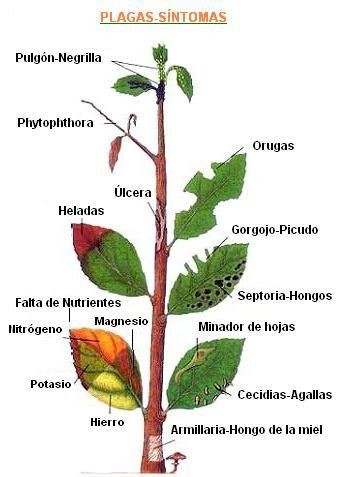 PLAGAS-SÍNTOMAS
Pulgón-Negrilla
Phytophthora
Orugas
Úlcera
Heladas
Gorgojo-Picudo
Septoria-Hongos
Falta de Nutrientes
Magnesio
Nitrógeno
Minador de hojas
Potasio
Cecidias-Agallas
Hierro
Armillaria-Hongo de la miel